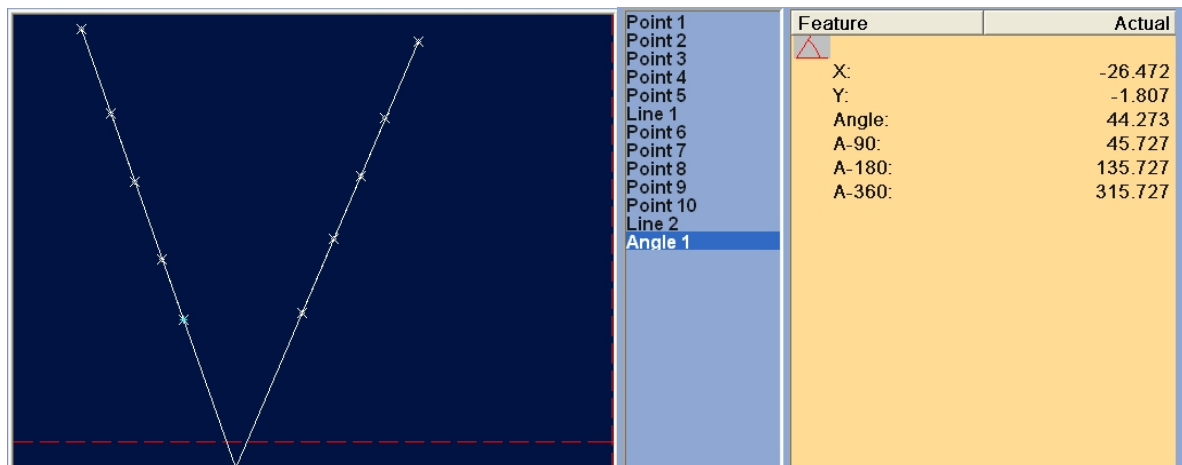 Point 1
Point 2
Point 3
Point 4
Point 5
Line 1
Point 6
Point 7
Point 8
Point 9
Point 10
Line 2
Angle 1
Feature Actual
X: -26.472
Y: -1.807
Angle: 44.273
A-90: 45.727
A-180: 135.727
A-360: 315.727